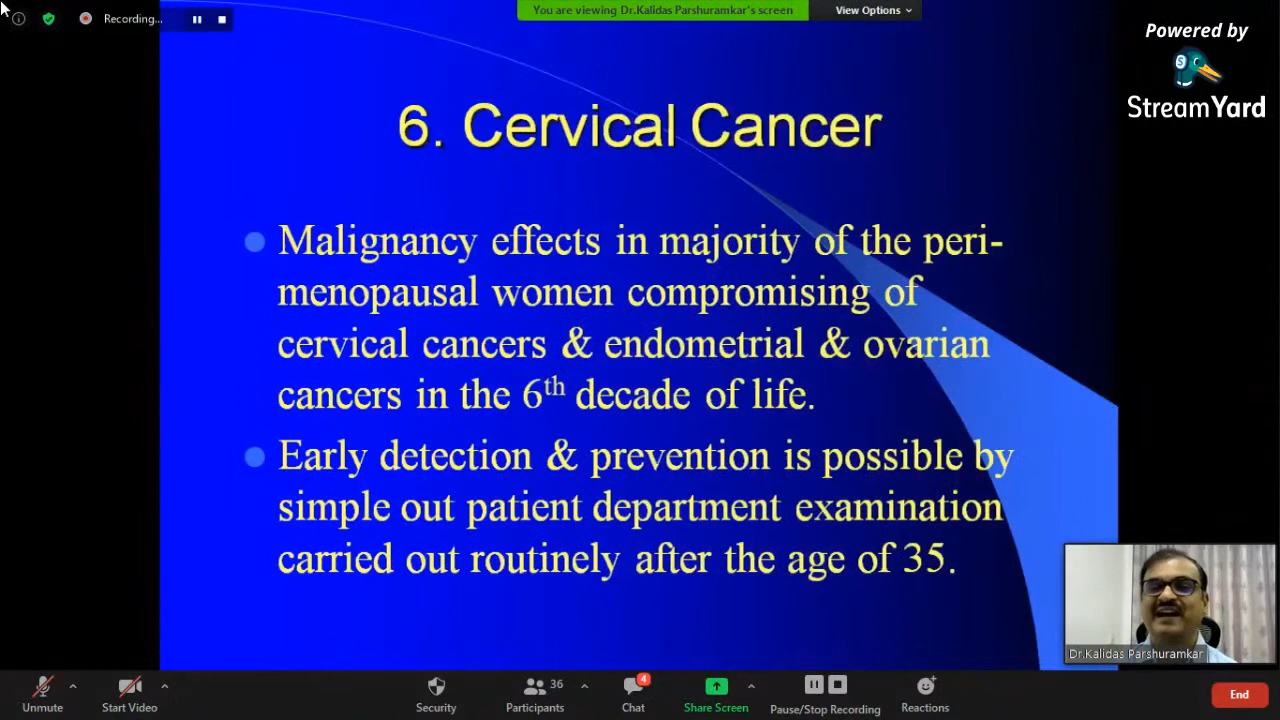 Recording...
You are viewing Dr.Kalidas Parshuramkar's screen
View Options
Powered by
StreamYard
6. Cervical Cancer
Malignancy effects in majority of the peri-
menopausal women compromising of
cervical cancers & endometrial & ovarian
cancers in the 6th decade of life.
Early detection & prevention is possible by
simple out patient department examination
carried out routinely after the age of 35.
Dr.Kalidas Parshuramkar
Unmute
Start Video
Security
36
Participants
4
Chat
Share Screen
Pause/Stop Recording
Reactions
End